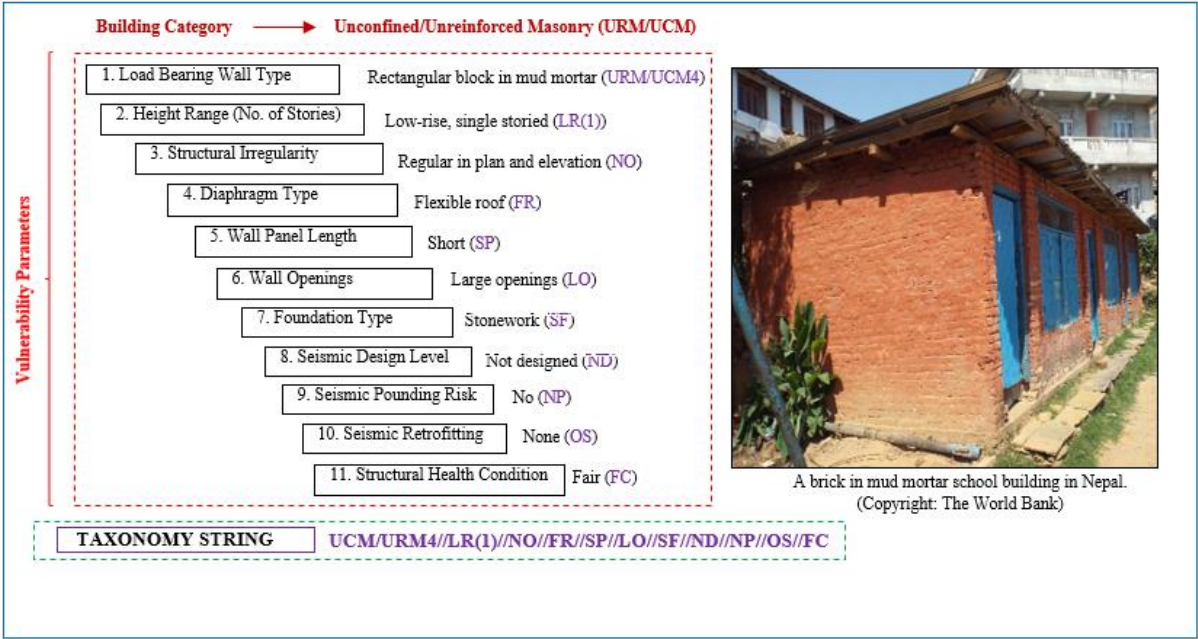 Building Category Unconfined/Unreinforced Masonry (URM/UCM)
Vulnerability Parameters
1. Load Bearing Wall Type Rectangular block in mud mortar (URM/UCM4)
2. Height Range (No. of Stories) Low-rise, single storied (LR(1))
3. Structural Irregularity Regular in plan and elevation (NO)
4. Diaphragm Type Flexible roof (FR)
5. Wall Panel Length Short (SP)
6. Wall Openings Large openings (LO)
7. Foundation Type Stonework (SF)
8. Seismic Design Level Not designed (ND)
9. Seismic Pounding Risk No (NP)
10. Seismic Retrofitting None (OS)
11. Structural Health Condition Fair (FC)
A brick in mud mortar school building in Nepal.
(Copyright: The World Bank)
TAXONOMY STRING UCM/URM4//LR(1)//NO//FR//SP//LO//SF//ND//NP//OS//FC